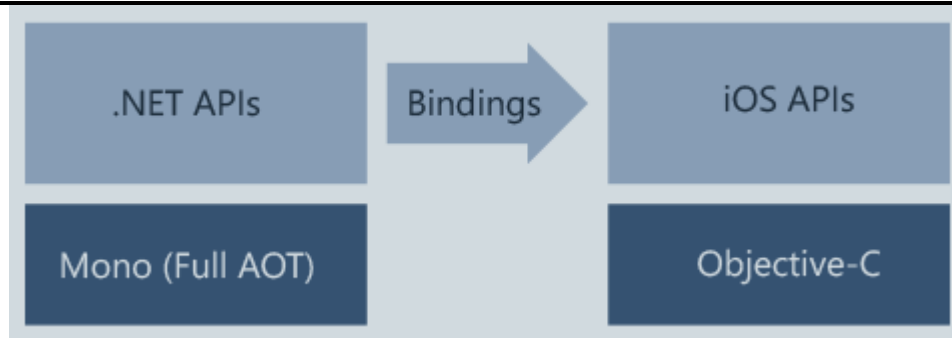 .NET APIs
Bindings
iOS APIs
Mono (Full AOT)
Objective-C